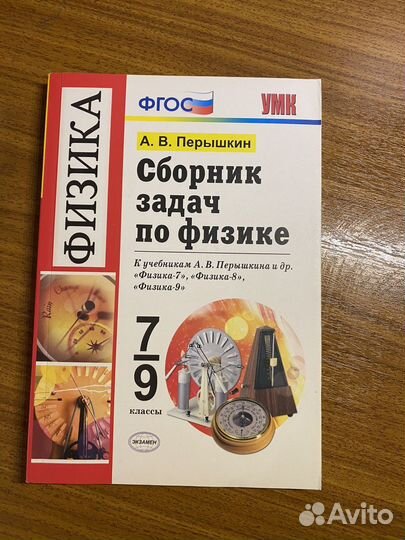 ФИЗИКА
ФГОС
УМК
А. В. Перышкин
Сборник
задач
по физике
К учебникам А. В. Перышкина и др.
«Физика-7», «Физика-8»,
«Физика-9»
7
9
классы
ЭКЗАМЕН
Rain
Avito